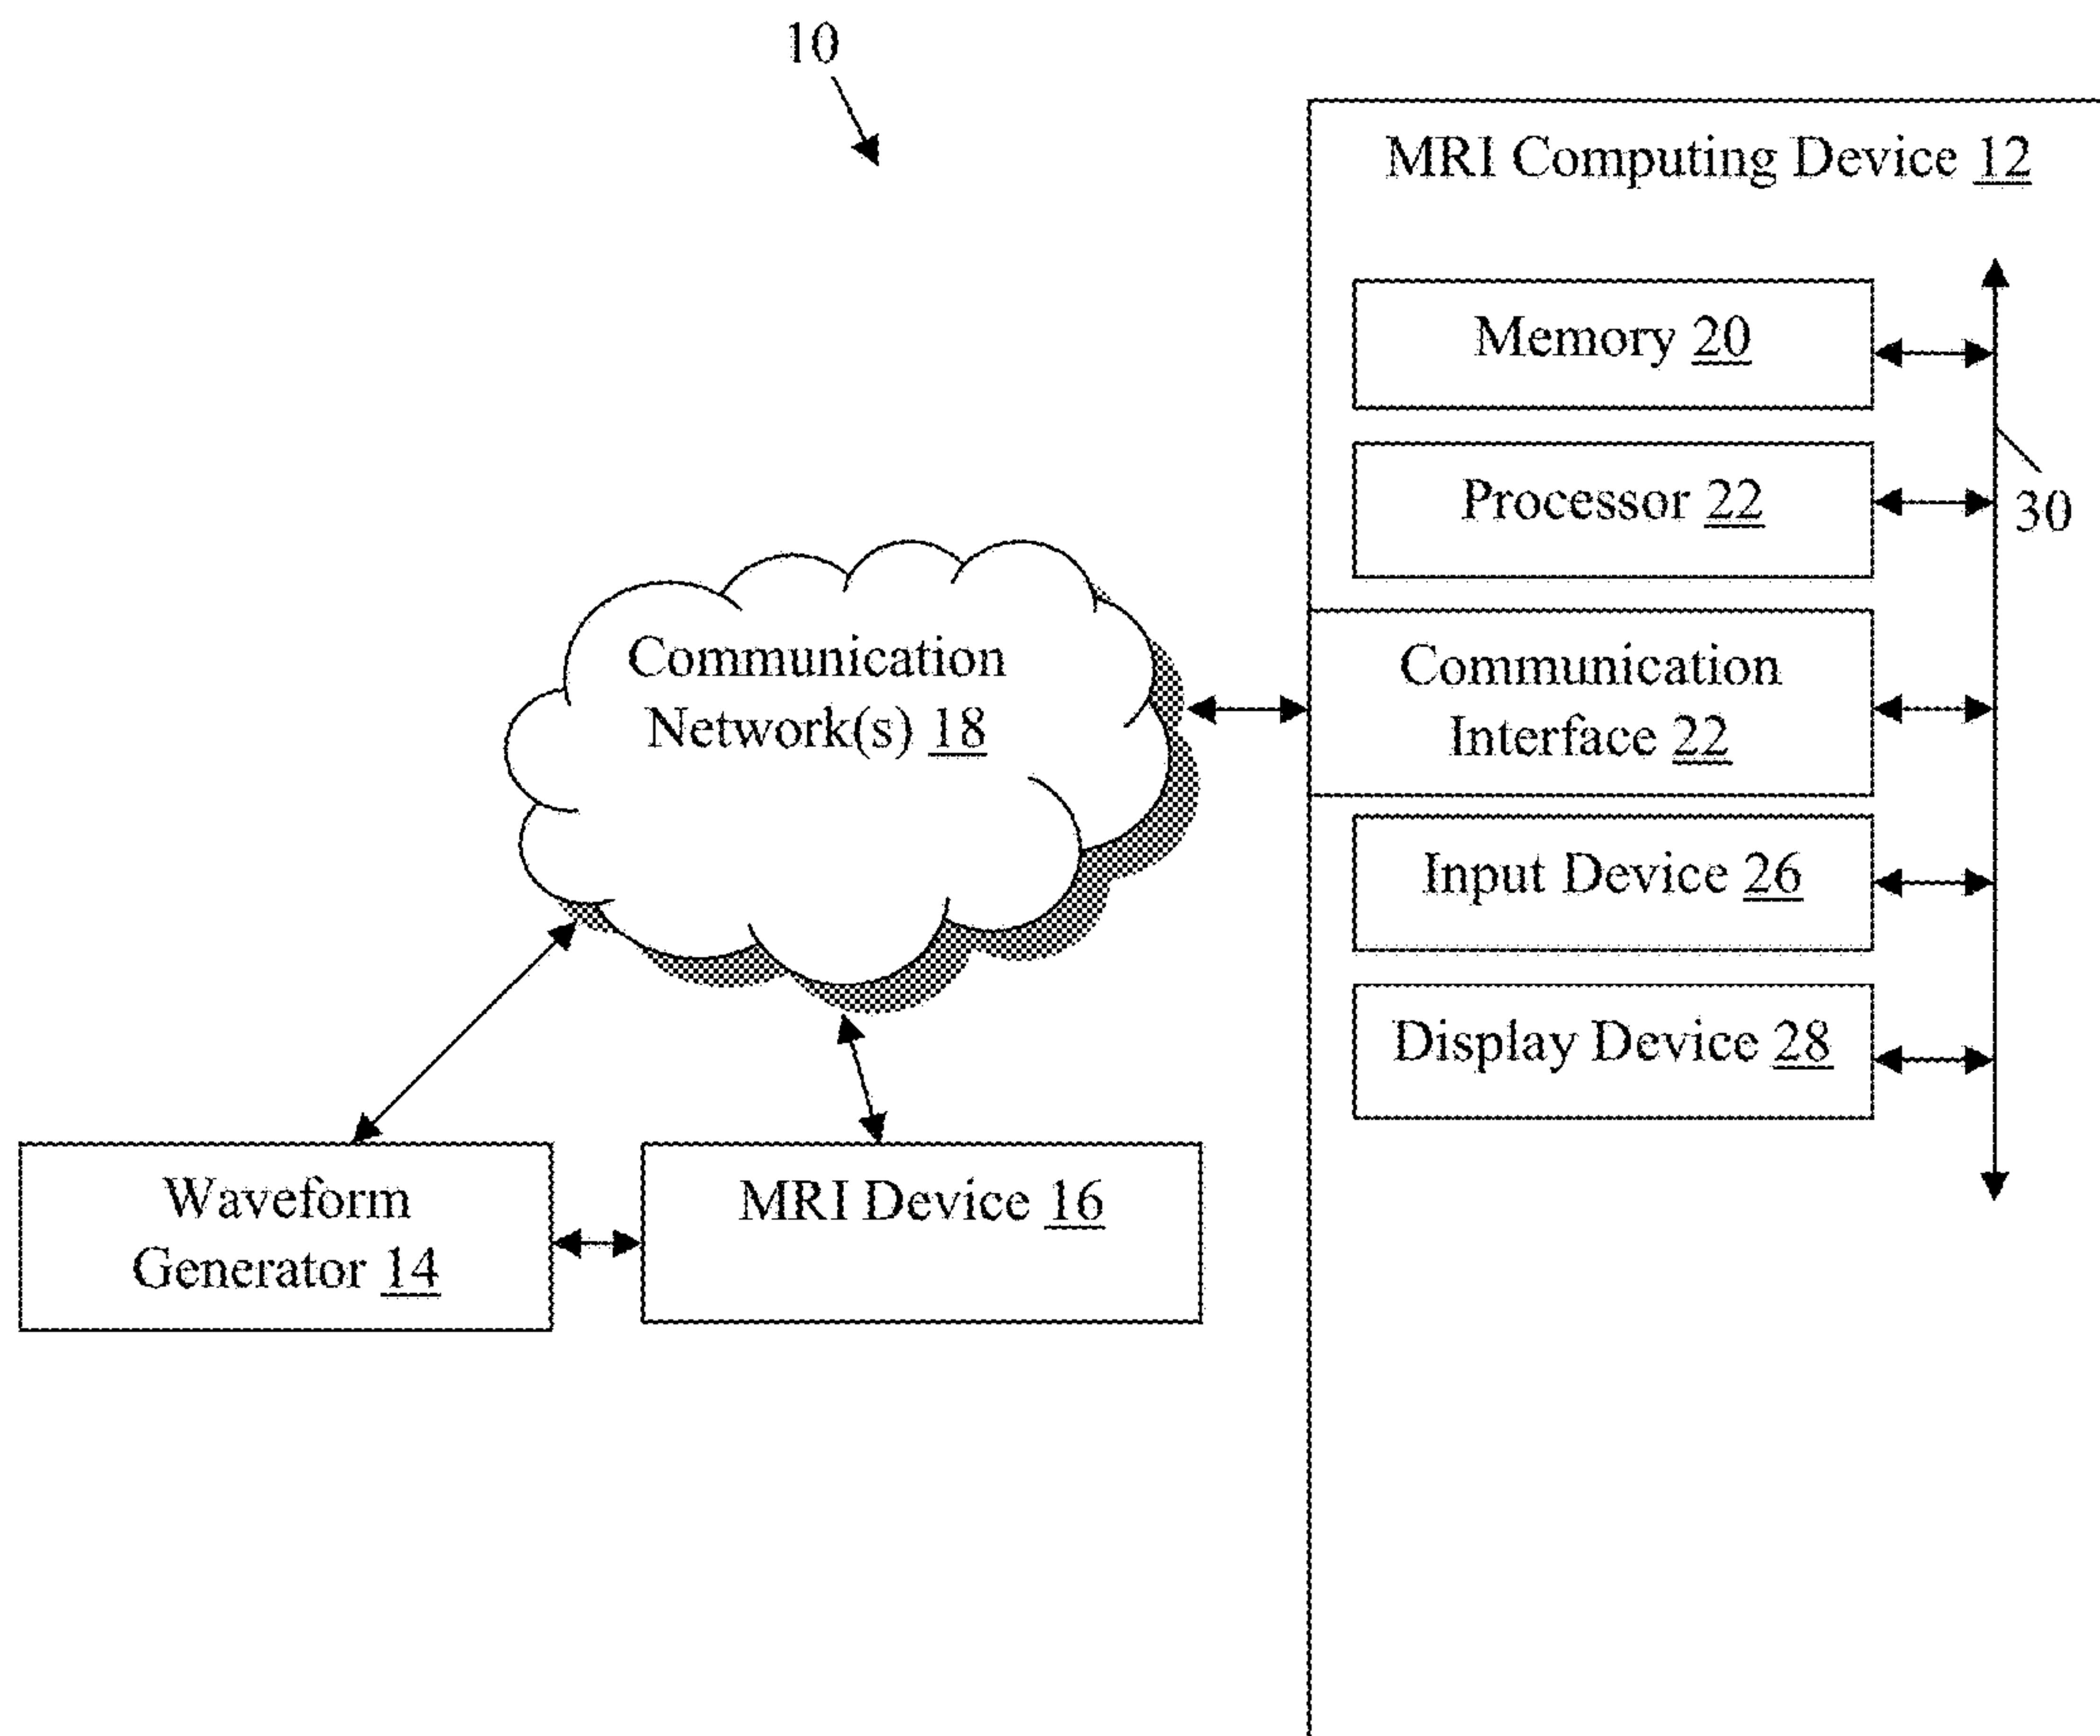 10
MRI Computing Device 12
Memory 20
Processor 22
30
Communication
Interface 22
Input Device 26
Display Device 28
Communication
Network(s) 18
Waveform
Generator 14
MRI Device 16